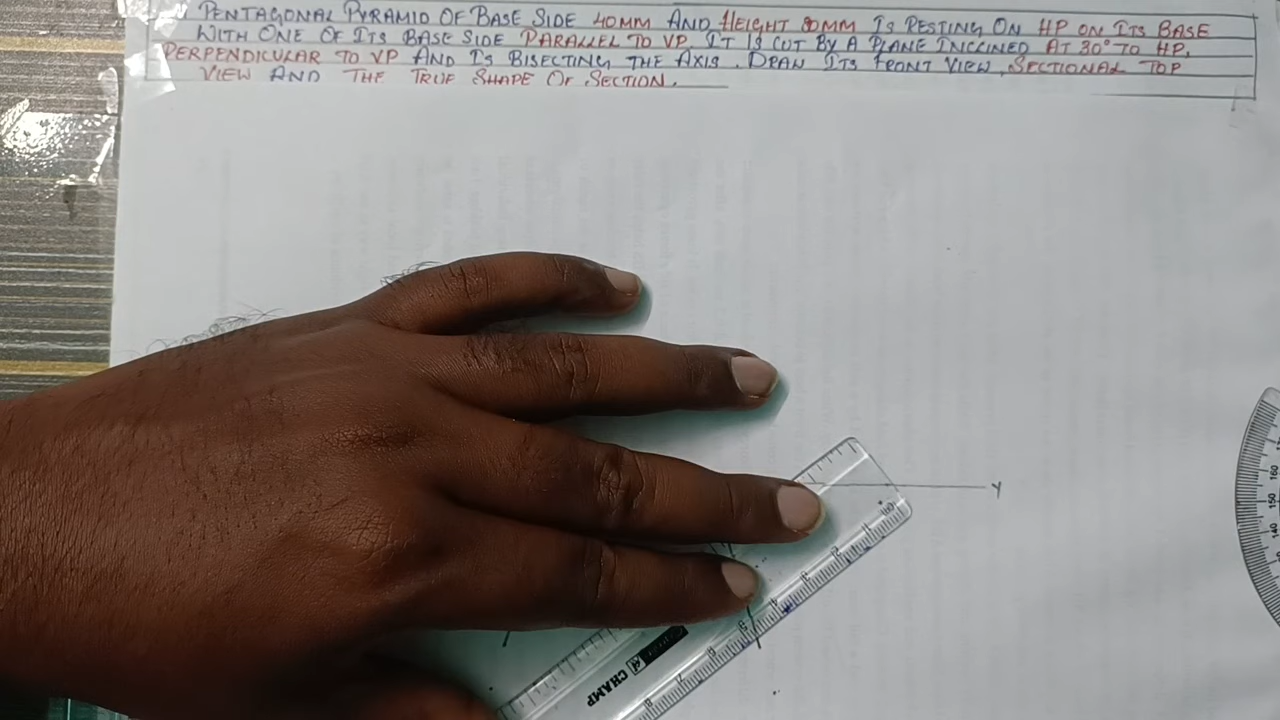 PENTAGONAL PYRAMID OF BASE SIDE 40MM AND HEIGHT 80MM IS RESTING ON HP ON ITS BASE
WITH ONE OF ITS BASE SIDE PARALLEL TO VP. IT IS CUT BY A PLANE INCLINED AT 30° TO HP,
PERPENDICULAR TO VP AND IS BISECTING THE AXIS. DRAW ITS FRONT VIEW, SECTIONAL TOP
VIEW AND THE TRUE SHAPE OF SECTION.
160
Y
150
140
CHAMP